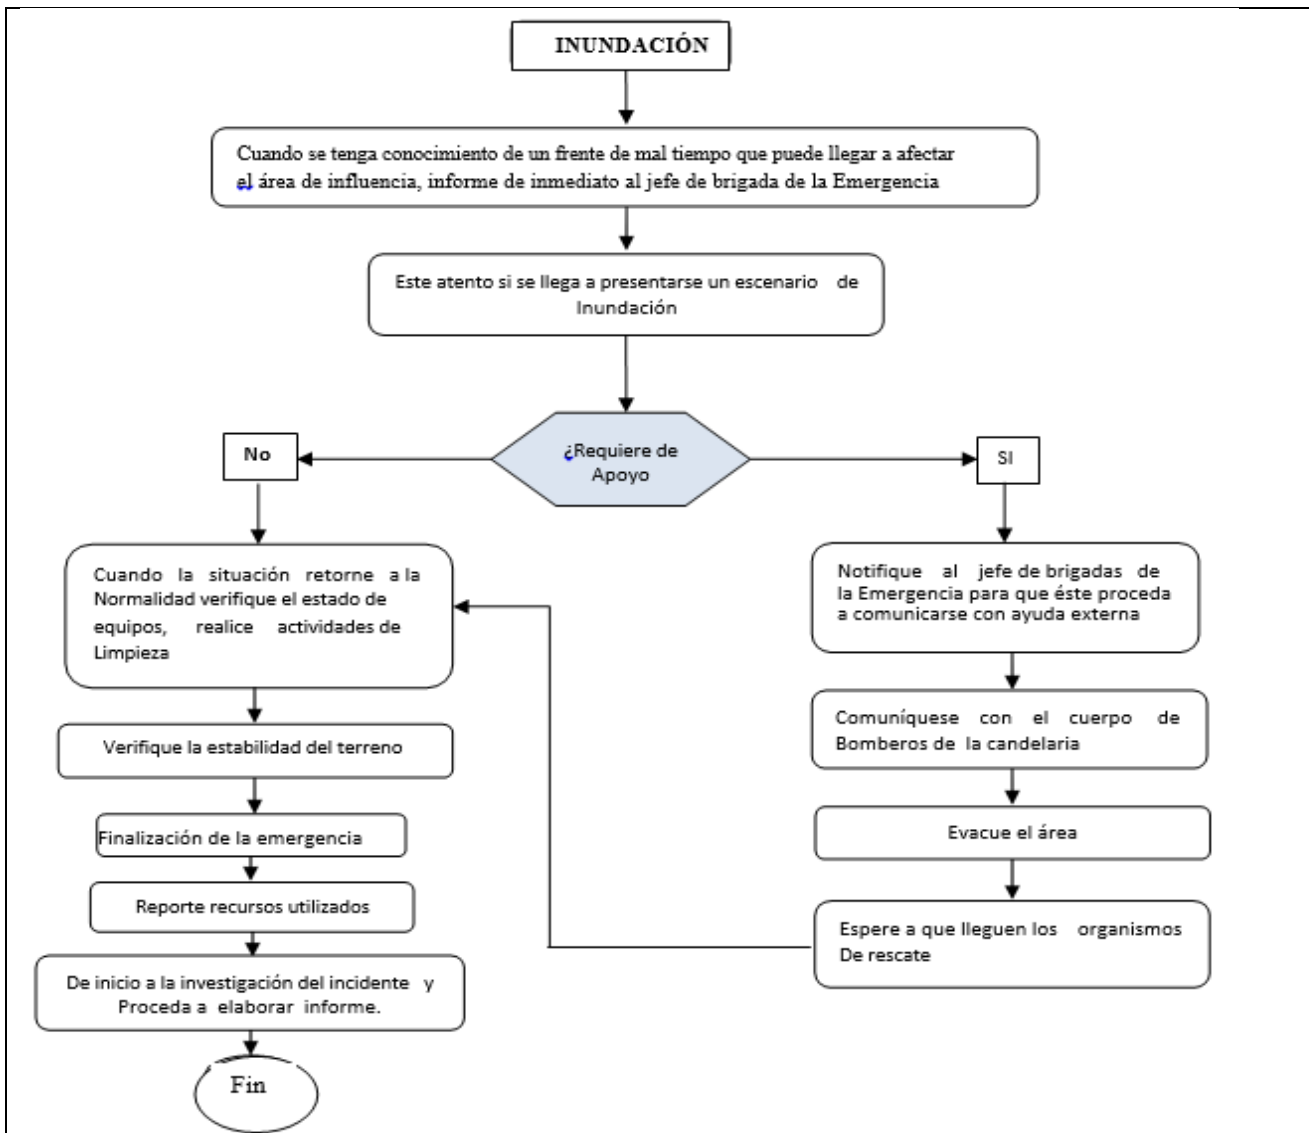 INUNDACIÓN
Cuando se tenga conocimiento de un frente de mal tiempo que puede llegar a afectar
el área de influencia, informe de inmediato al jefe de brigada de la Emergencia
Este atento si se llega a presentarse un escenario de
Inundación
¿Requiere de
Apoyo
No
Cuando la situación retorne a la
Normalidad verifique el estado de
equipos, realice actividades de
Limpieza
Verifique la estabilidad del terreno
Finalización de la emergencia
Reporte recursos utilizados
De inicio a la investigación del incidente y
Proceda a elaborar informe.
Fin
SI
Notifique al jefe de brigadas de
la Emergencia para que éste proceda
a comunicarse con ayuda externa
Comuníquese con el cuerpo de
Bomberos de la candelaria
Evacue el área
Espere a que lleguen los organismos
De rescate